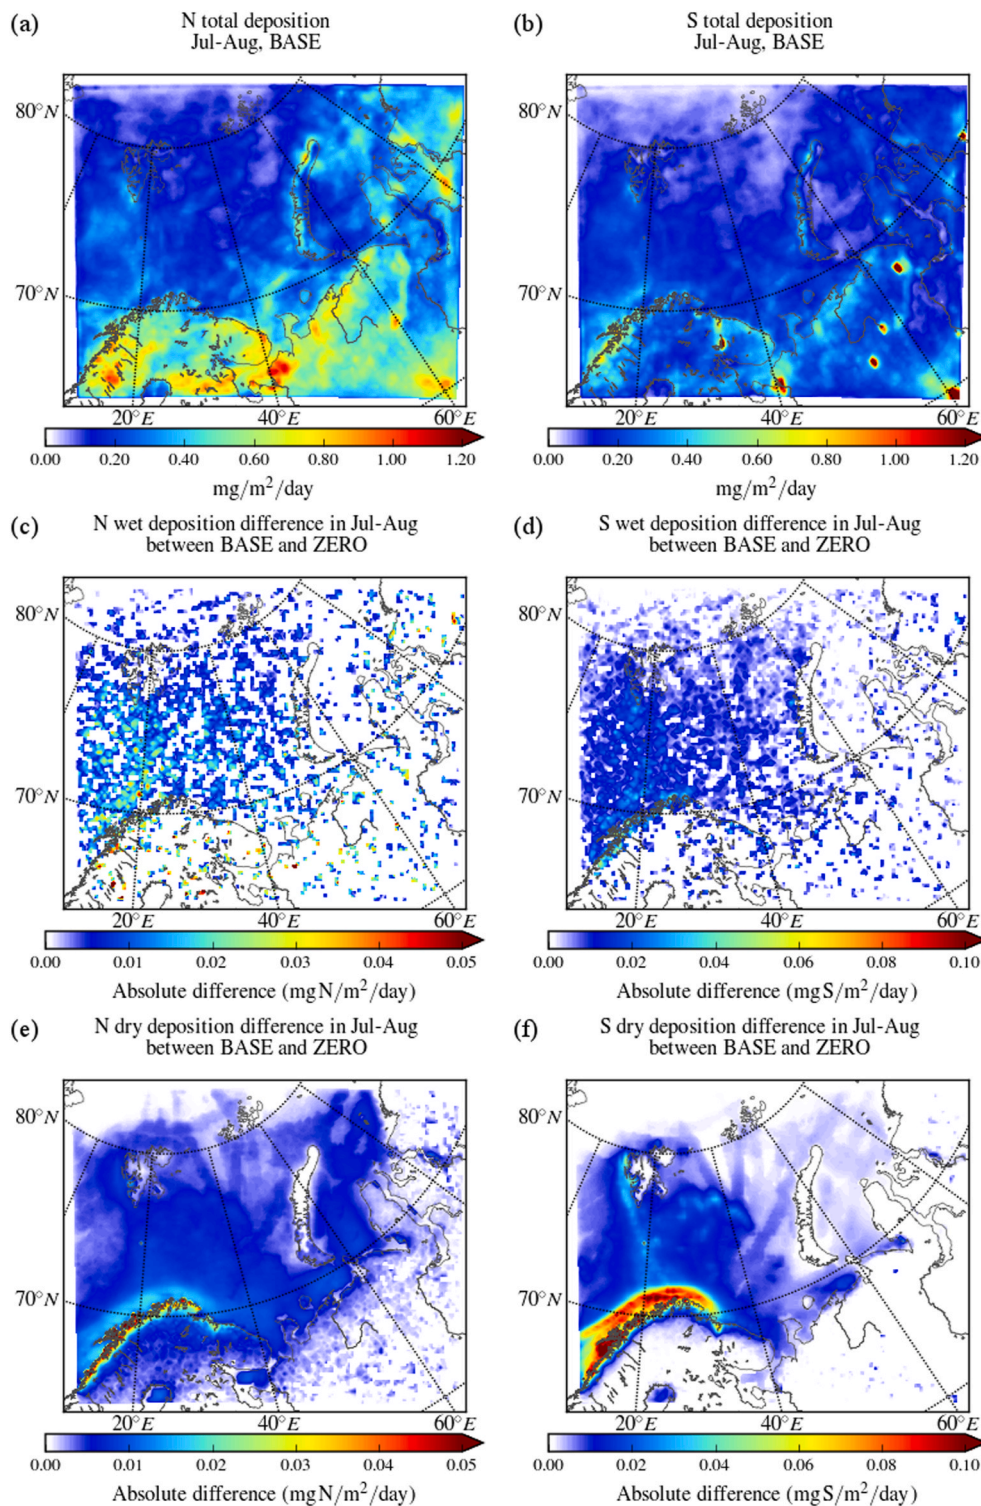 (a)
N total deposition
Jul-Aug, BASE
80°N
70°N
20°E
40°E
60°E
0.00 0.20 0.40 0.60 0.80 1.00 1.20
mg/m²/day
(b)
S total deposition
Jul-Aug, BASE
80°N
70°N
20°E
40°E
60°E
0.00 0.20 0.40 0.60 0.80 1.00 1.20
mg/m²/day
(c)
N wet deposition difference in Jul-Aug
between BASE and ZERO
80°N
70°N
20°E
40°E
60°E
0.00 0.01 0.02 0.03 0.04 0.05
Absolute difference (mg N/m²/day)
(d)
S wet deposition difference in Jul-Aug
between BASE and ZERO
80°N
70°N
20°E
40°E
60°E
0.00 0.02 0.04 0.06 0.08 0.10
Absolute difference (mg S/m²/day)
(e)
N dry deposition difference in Jul-Aug
between BASE and ZERO
80°N
70°N
20°E
40°E
60°E
0.00 0.01 0.02 0.03 0.04 0.05
Absolute difference (mg N/m²/day)
(f)
S dry deposition difference in Jul-Aug
between BASE and ZERO
80°N
70°N
20°E
40°E
60°E
0.00 0.02 0.04 0.06 0.08 0.10
Absolute difference (mg S/m²/day)